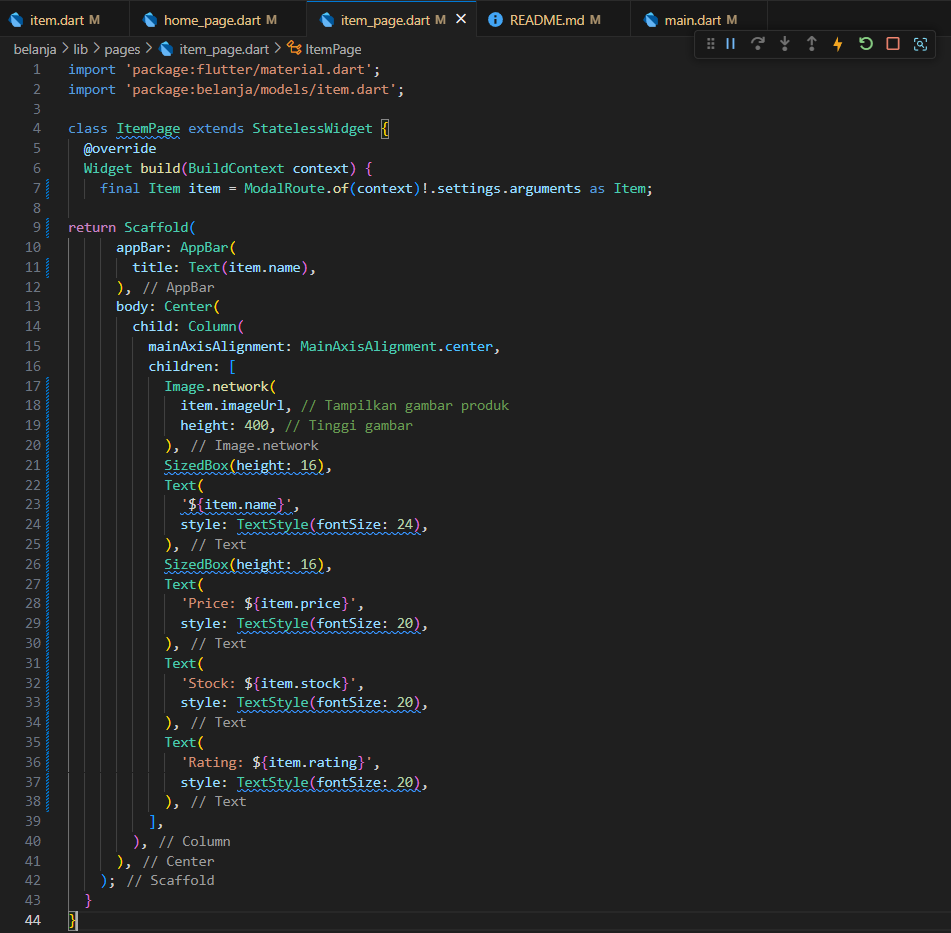 item.dart M home_page.dart M item_page.dart M README.md M main.dart M
belanja > lib > pages > item_page.dart > ItemPage
1 import 'package:flutter/material.dart';
2 import 'package:belanja/models/item.dart';
3
4 class ItemPage extends StatelessWidget {
5   @override
6   Widget build(BuildContext context) {
7     final Item item = ModalRoute.of(context)!.settings.arguments as Item;
8
9 return Scaffold(
10       appBar: AppBar(
11         title: Text(item.name),
12       ), // AppBar
13       body: Center(
14         child: Column(
15           mainAxisAlignment: MainAxisAlignment.center,
16           children: [
17             Image.network(
18               item.imageUrl, // Tampilkan gambar produk
19               height: 400, // Tinggi gambar
20             ), // Image.network
21             SizedBox(height: 16),
22             Text(
23               '${item.name}',
24               style: TextStyle(fontSize: 24),
25             ), // Text
26             SizedBox(height: 16),
27             Text(
28               'Price: ${item.price}',
29               style: TextStyle(fontSize: 20),
30             ), // Text
31             Text(
32               'Stock: ${item.stock}',
33               style: TextStyle(fontSize: 20),
34             ), // Text
35             Text(
36               'Rating: ${item.rating}',
37               style: TextStyle(fontSize: 20),
38             ), // Text
39           ],
40         ), // Column
41       ), // Center
42     ); // Scaffold
43   }
44 }